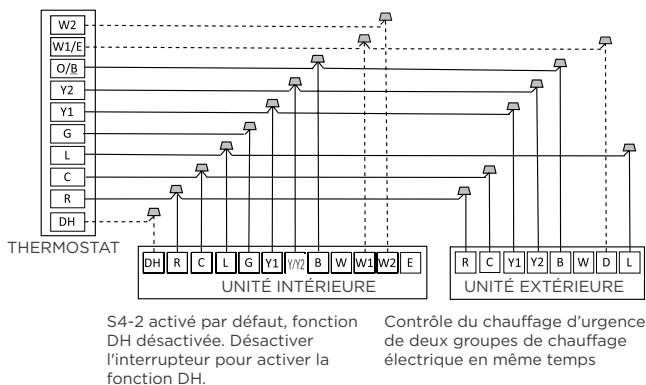 W2
W1/E
O/B
Y2
Y1
G
L
C
R
DH
THERMOSTAT
DH R C L G Y1 Y/Y2 B W W1 W2 E
UNITÉ INTÉRIEURE
R C Y1 Y2 B W D L
UNITÉ EXTÉRIEURE
S4-2 activé par défaut, fonction
DH désactivée. Désactiver
l'interrupteur pour activer la
fonction DH.
Contrôle du chauffage d’urgence
de deux groupes de chauffage
électrique en même temps